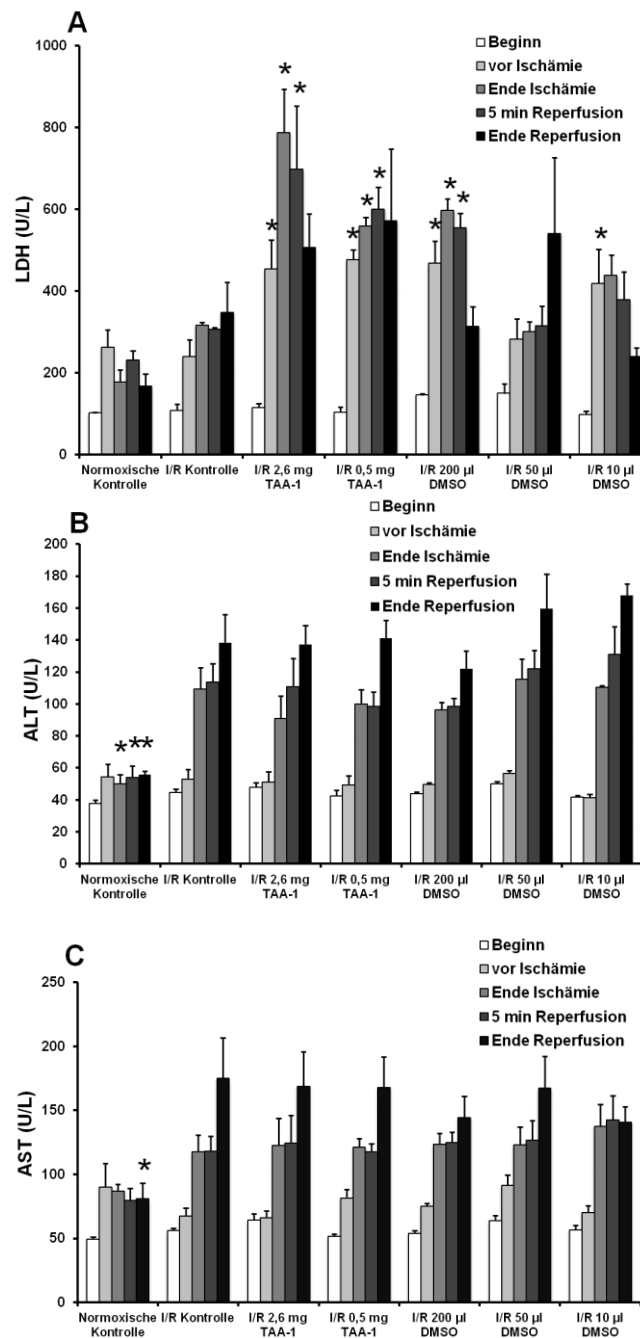 A
1000
800
600
400
200
0
LDH (U/L)
Beginn
vor Ischämie
Ende Ischämie
5 min Reperfusion
Ende Reperfusion
*
*
*
*
*
*
*
*
*
*
Normoxische
Kontrolle
I/R Kontrolle
I/R 2,6 mg
TAA-1
I/R 0,5 mg
TAA-1
I/R 200 µl
DMSO
I/R 50 µl
DMSO
I/R 10 µl
DMSO
B
Beginn
vor Ischämie
Ende Ischämie
5 min Reperfusion
Ende Reperfusion
200
180
160
140
120
100
80
60
40
20
0
ALT (U/L)
* **
Normoxische
Kontrolle
I/R Kontrolle
I/R 2,6 mg
TAA-1
I/R 0,5 mg
TAA-1
I/R 200 µl
DMSO
I/R 50 µl
DMSO
I/R 10 µl
DMSO
C
Beginn
vor Ischämie
Ende Ischämie
5 min Reperfusion
Ende Reperfusion
250
200
150
100
50
0
AST (U/L)
*
Normoxische
Kontrolle
I/R Kontrolle
I/R 2,6 mg
TAA-1
I/R 0,5 mg
TAA-1
I/R 200 µl
DMSO
I/R 50 µl
DMSO
I/R 10 µl
DMSO